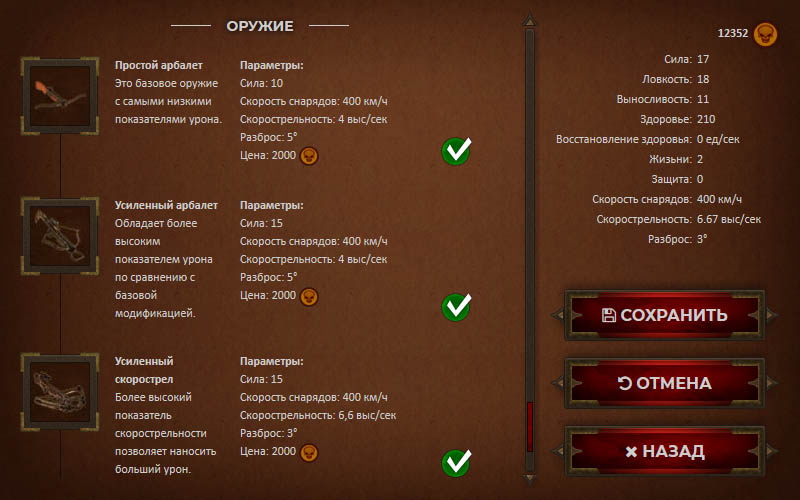 ОРУЖИЕ
Простой арбалет
Это базовое оружие
с самыми низкими
показателями урона.
Параметры:
Сила: 10
Скорость снарядов: 400 км/ч
Скорострельность: 4 выс/сек
Разброс: 5°
Цена: 2000
Усиленный арбалет
Обладает более
высоким
показателем урона
по сравнению с
базовой
модификацией.
Параметры:
Сила: 15
Скорость снарядов: 400 км/ч
Скорострельность: 4 выс/сек
Разброс: 5°
Цена: 2000
Усиленный
скорострел
Более высокий
показатель
скорострельности
позволяет наносить
больший урон.
Параметры:
Сила: 15
Скорость снарядов: 400 км/ч
Скорострельность: 6,6 выс/сек
Разброс: 3°
Цена: 2000
12352
Сила: 17
Ловкость: 18
Выносливость: 11
Здоровье: 210
Восстановление здоровья: 0 ед/сек
Жизьни: 2
Защита: 0
Скорость снарядов: 400 км/ч
Скорострельность: 6.67 выс/сек
Разброс: 3°
СОХРАНИТЬ
ОТМЕНА
НАЗАД